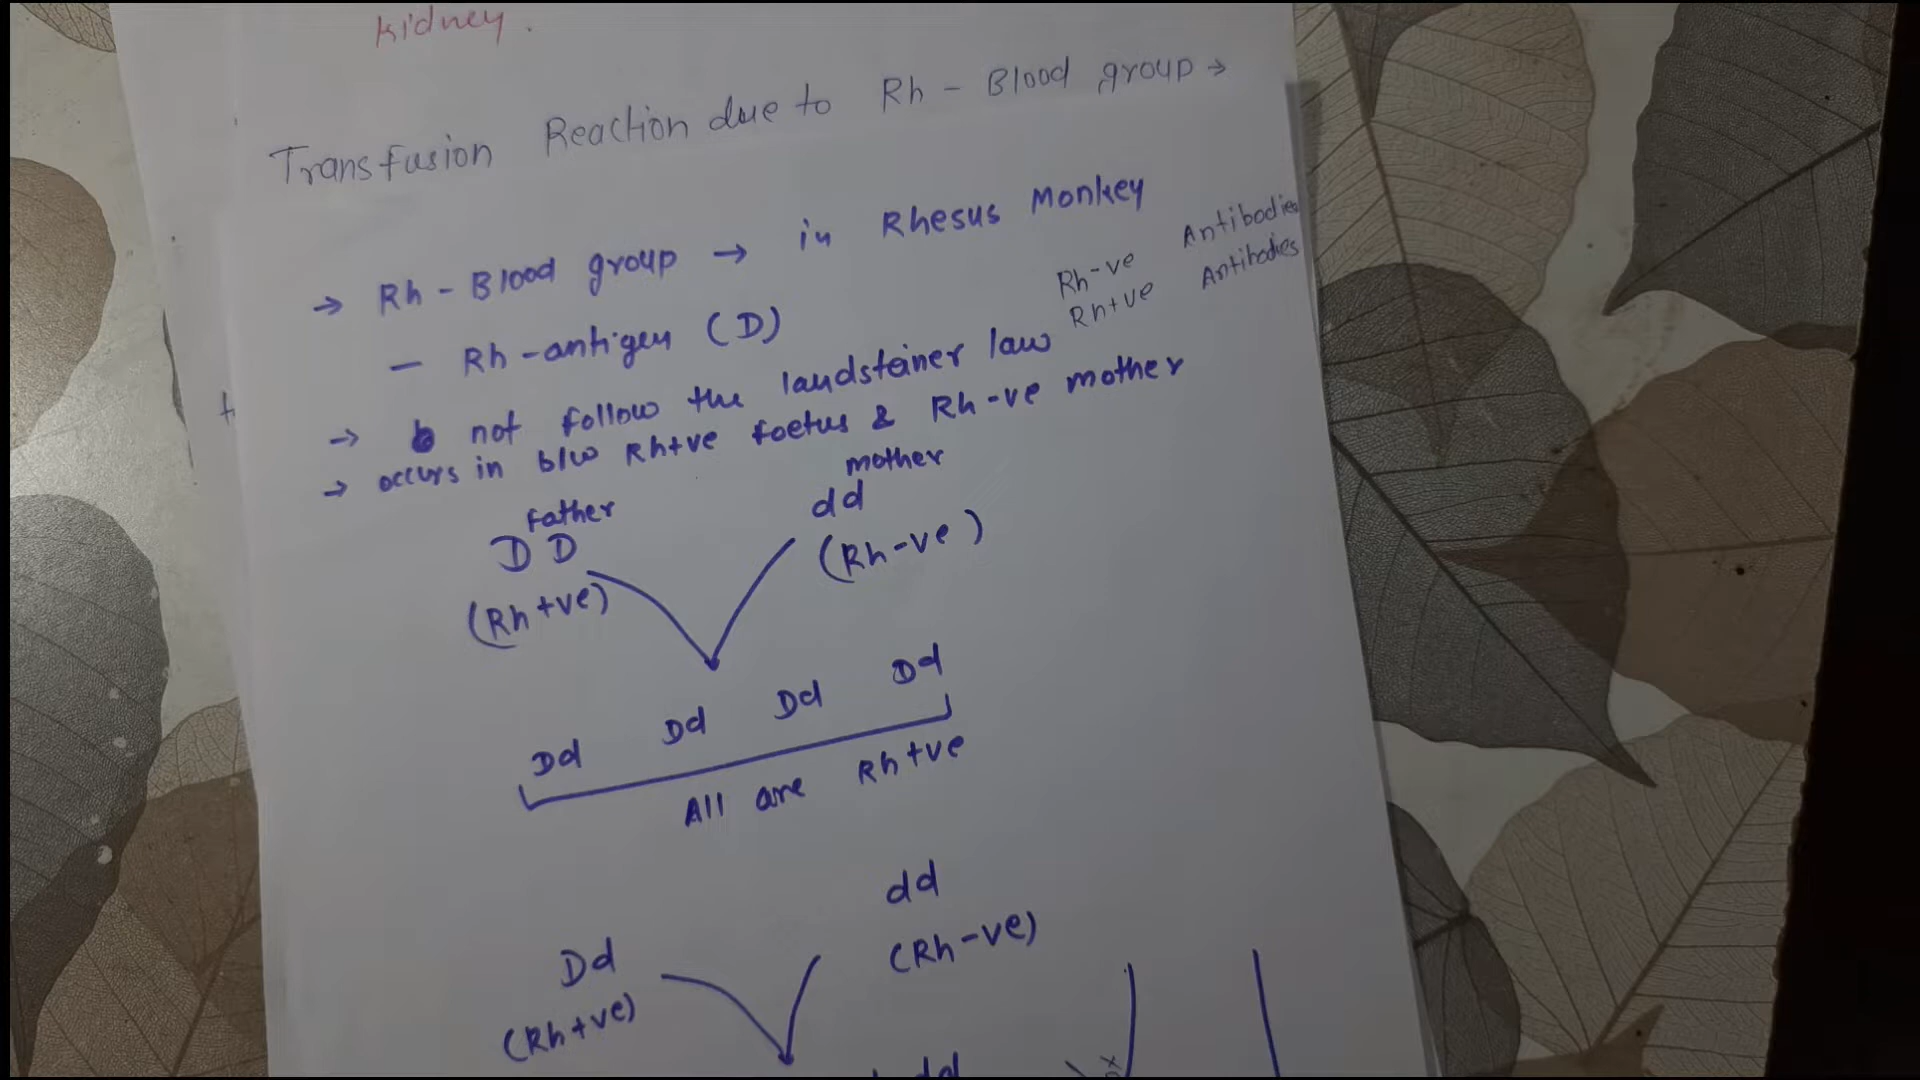 kidney.
Transfusion Reaction due to Rh - Blood group →
→ Rh - Blood group → in Rhesus Monkey
Rh-ve Antibodies
Rh+ve Antibodies
— Rh-antigen (D)
→ not follow the landsteiner law
→ occurs in b/w Rh+ve foetus & Rh-ve mother
Father mother
DD dd
(Rh+ve) (Rh-ve)
Dd Dd Dd Dd
All are Rh+ve
Dd dd
(Rh+ve) (Rh-ve)
dd